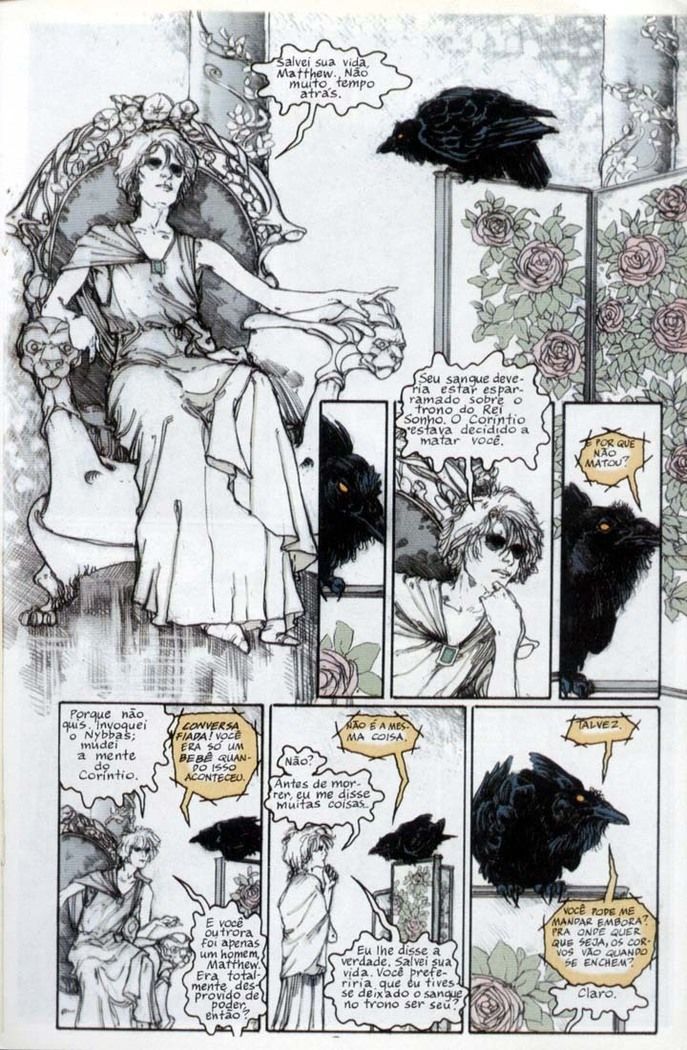 Salvei sua vida,
Matthew. Não
muito tempo
atrás.
Seu sangue deve-
ria estar espar-
ramado sobre o
trono do Rei
Sonho. O Coríntio
estava decidido a
matar você.
E POR QUE
NÃO
MATOU?
Porque não
quis. Invoquei
o Nybbas;
mudei
a mente
do
Coríntio.
CONVERSA
FIADA! VOCÊ
ERA SÓ UM
BEBÊ QUAN-
DO ISSO
ACONTECEU.
E você
outrora
foi apenas
um homem,
Matthew.
Era total-
mente des-
provido de
poder,
então?
NÃO É A MES-
MA COISA.
Não?
Antes de mor-
rer, eu me disse
muitas coisas...
Eu lhe disse a
verdade. Salvei sua
vida. Você prefe-
riria que eu tives-
se deixado o sangue
no trono ser seu?
TALVEZ.
VOCÊ PODE ME
MANDAR EMBORA?
PRA ONDE QUER
QUE SEJA, OS COR-
VOS VÃO QUANDO
SE ENCHEM?
Claro.